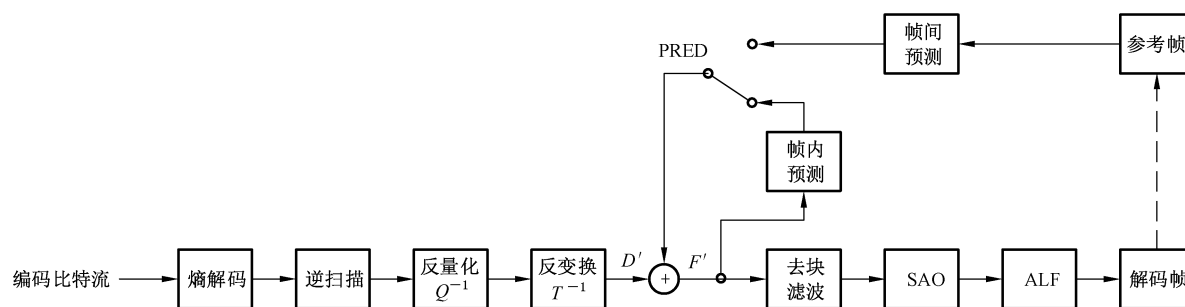 帧间
预测
参考帧
PRED
帧内
预测
编码比特流
熵解码
逆扫描
反量化
Q⁻¹
反变换
T⁻¹
D′
+
F′
去块
滤波
SAO
ALF
解码帧